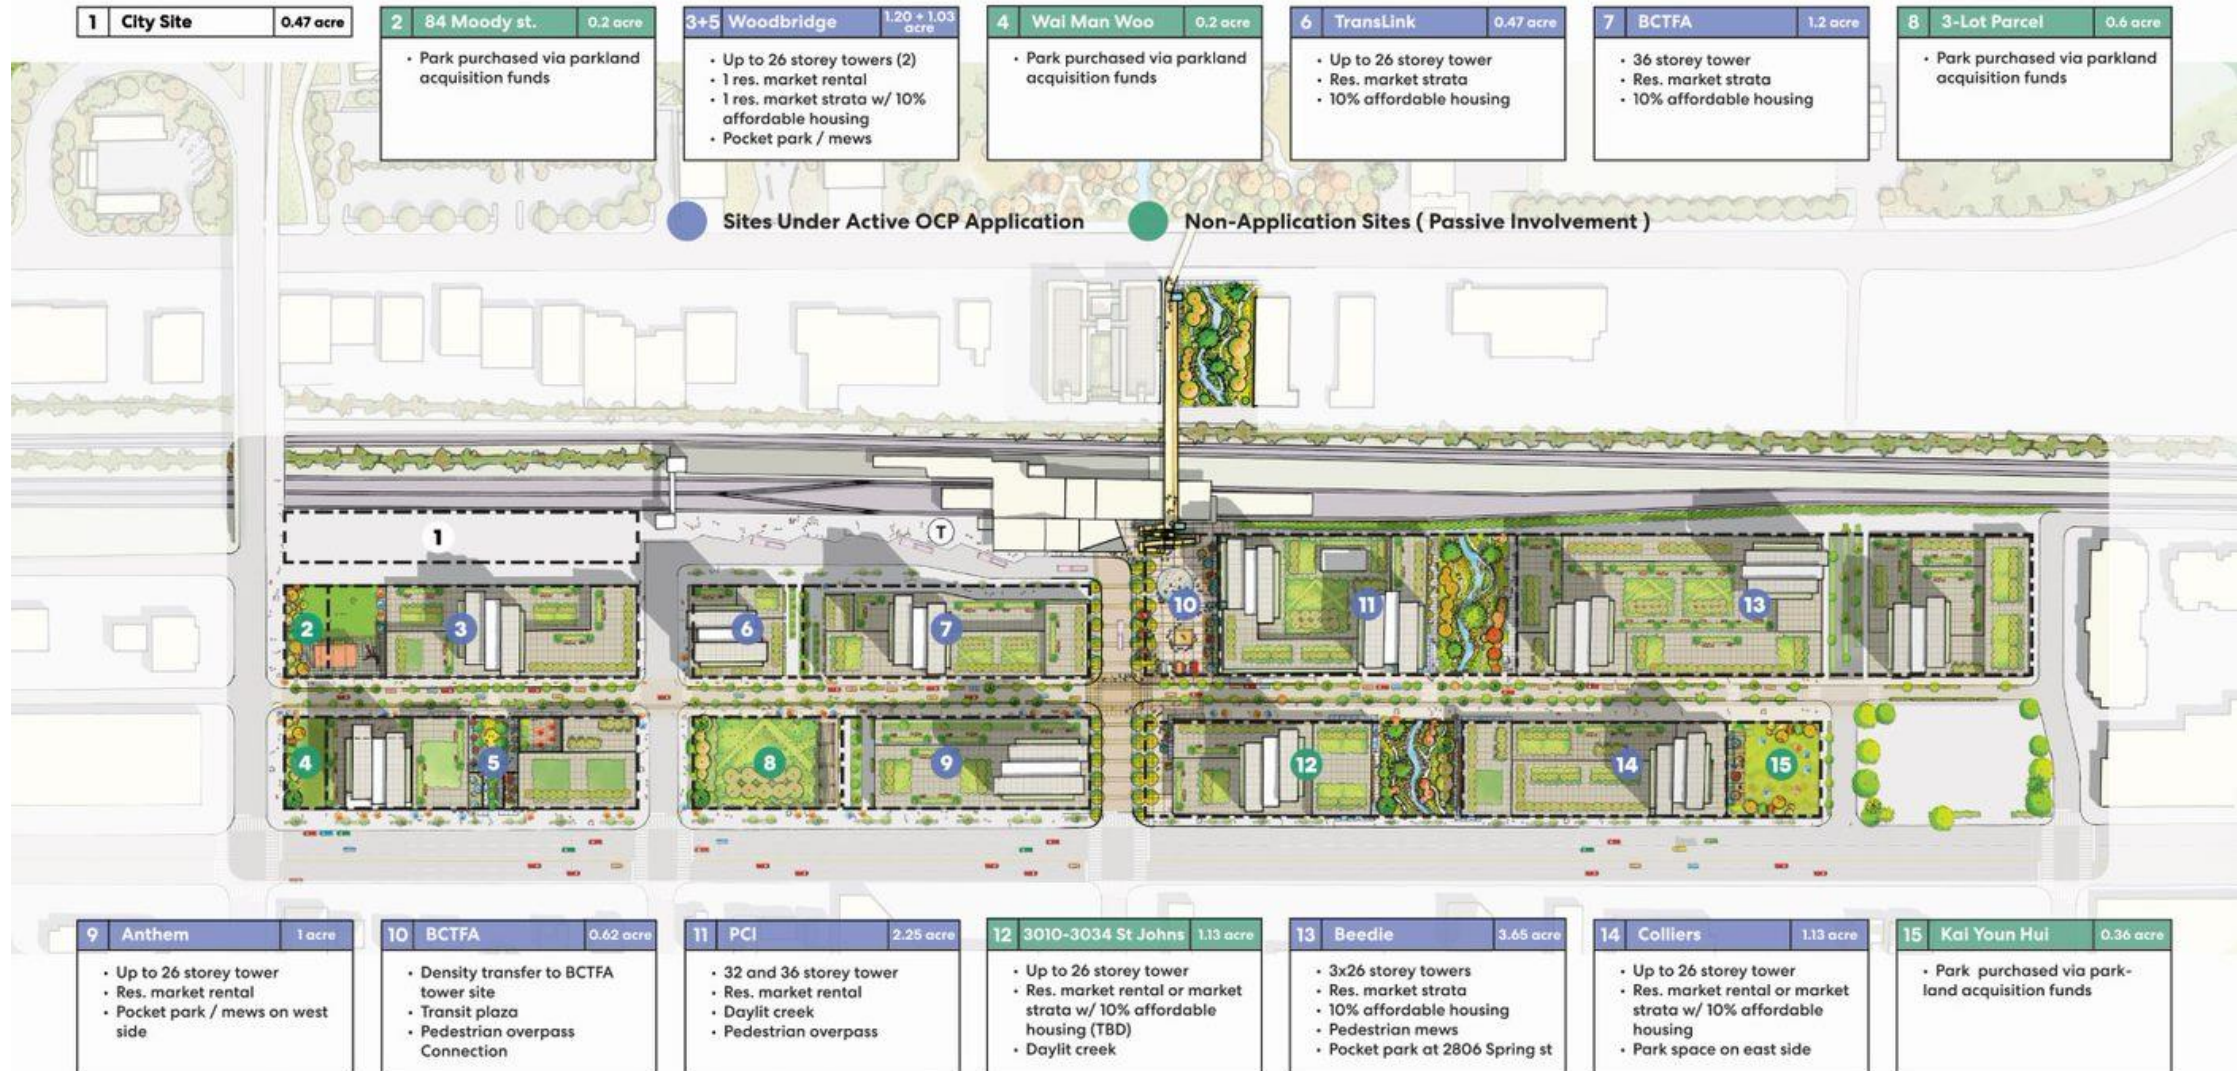 1 City Site 0.47 acre
2 84 Moody st. 0.2 acre
• Park purchased via parkland
acquisition funds
3+5 Woodbridge 1.20 + 1.03
acre
• Up to 26 storey towers (2)
• 1 res. market rental
• 1 res. market strata w/ 10%
affordable housing
• Pocket park / mews
4 Wai Man Woo 0.2 acre
• Park purchased via parkland
acquisition funds
6 TransLink 0.47 acre
• Up to 26 storey tower
• Res. market strata
• 10% affordable housing
7 BCTFA 1.2 acre
• 36 storey tower
• Res. market strata
• 10% affordable housing
8 3-Lot Parcel 0.6 acre
• Park purchased via parkland
acquisition funds
Sites Under Active OCP Application
Non-Application Sites ( Passive Involvement )
1
T
2
3
6
7
10
11
13
4
5
8
9
12
14
15
9 Anthem 1 acre
• Up to 26 storey tower
• Res. market rental
• Pocket park / mews on west
side
10 BCTFA 0.62 acre
• Density transfer to BCTFA
tower site
• Transit plaza
• Pedestrian overpass
Connection
11 PCI 2.25 acre
• 32 and 36 storey tower
• Res. market rental
• Daylit creek
• Pedestrian overpass
12 3010-3034 St Johns 1.13 acre
• Up to 26 storey tower
• Res. market rental or market
strata w/ 10% affordable
housing (TBD)
• Daylit creek
13 Beedie 3.65 acre
• 3x26 storey towers
• Res. market strata
• 10% affordable housing
• Pedestrian mews
• Pocket park at 2806 Spring st
14 Colliers 1.13 acre
• Up to 26 storey tower
• Res. market rental or market
strata w/ 10% affordable
housing
• Park space on east side
15 Kai Youn Hui 0.36 acre
• Park purchased via park-
land acquisition funds